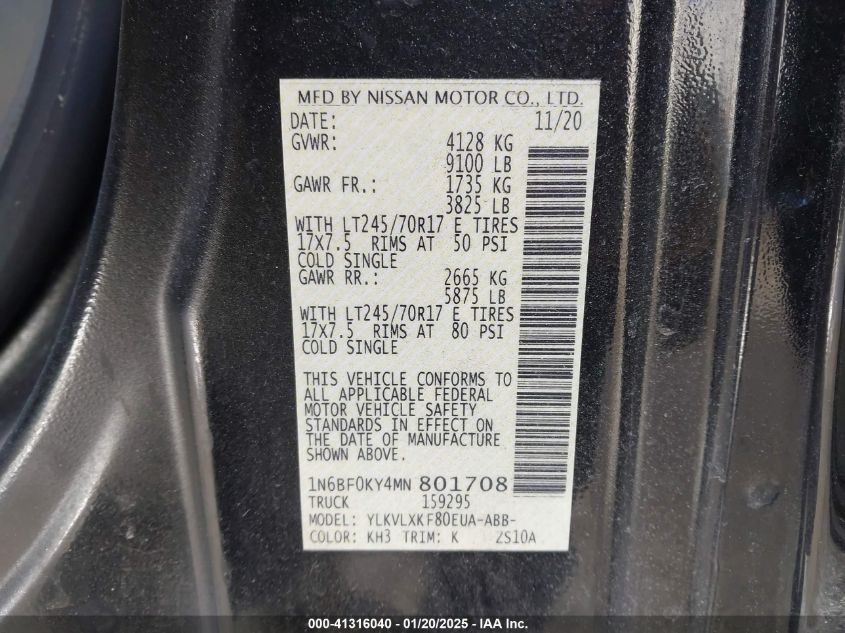 MFD BY NISSAN MOTOR CO., LTD.
DATE: 11/20
GVWR: 4128 KG
9100 LB
GAWR FR.: 1735 KG
3825 LB
WITH LT245/70R17 E TIRES
17X7.5 RIMS AT 50 PSI
COLD SINGLE
GAWR RR.: 2665 KG
5875 LB
WITH LT245/70R17 E TIRES
17X7.5 RIMS AT 80 PSI
COLD SINGLE
THIS VEHICLE CONFORMS TO
ALL APPLICABLE FEDERAL
MOTOR VEHICLE SAFETY
STANDARDS IN EFFECT ON
THE DATE OF MANUFACTURE
SHOWN ABOVE.
1N6BF0KY4MN 801708
TRUCK 159295
MODEL: YLKVLXKF80EUA-ABB-
COLOR: KH3 TRIM: K ZS10A
000-41316040 - 01/20/2025 - IAA Inc.